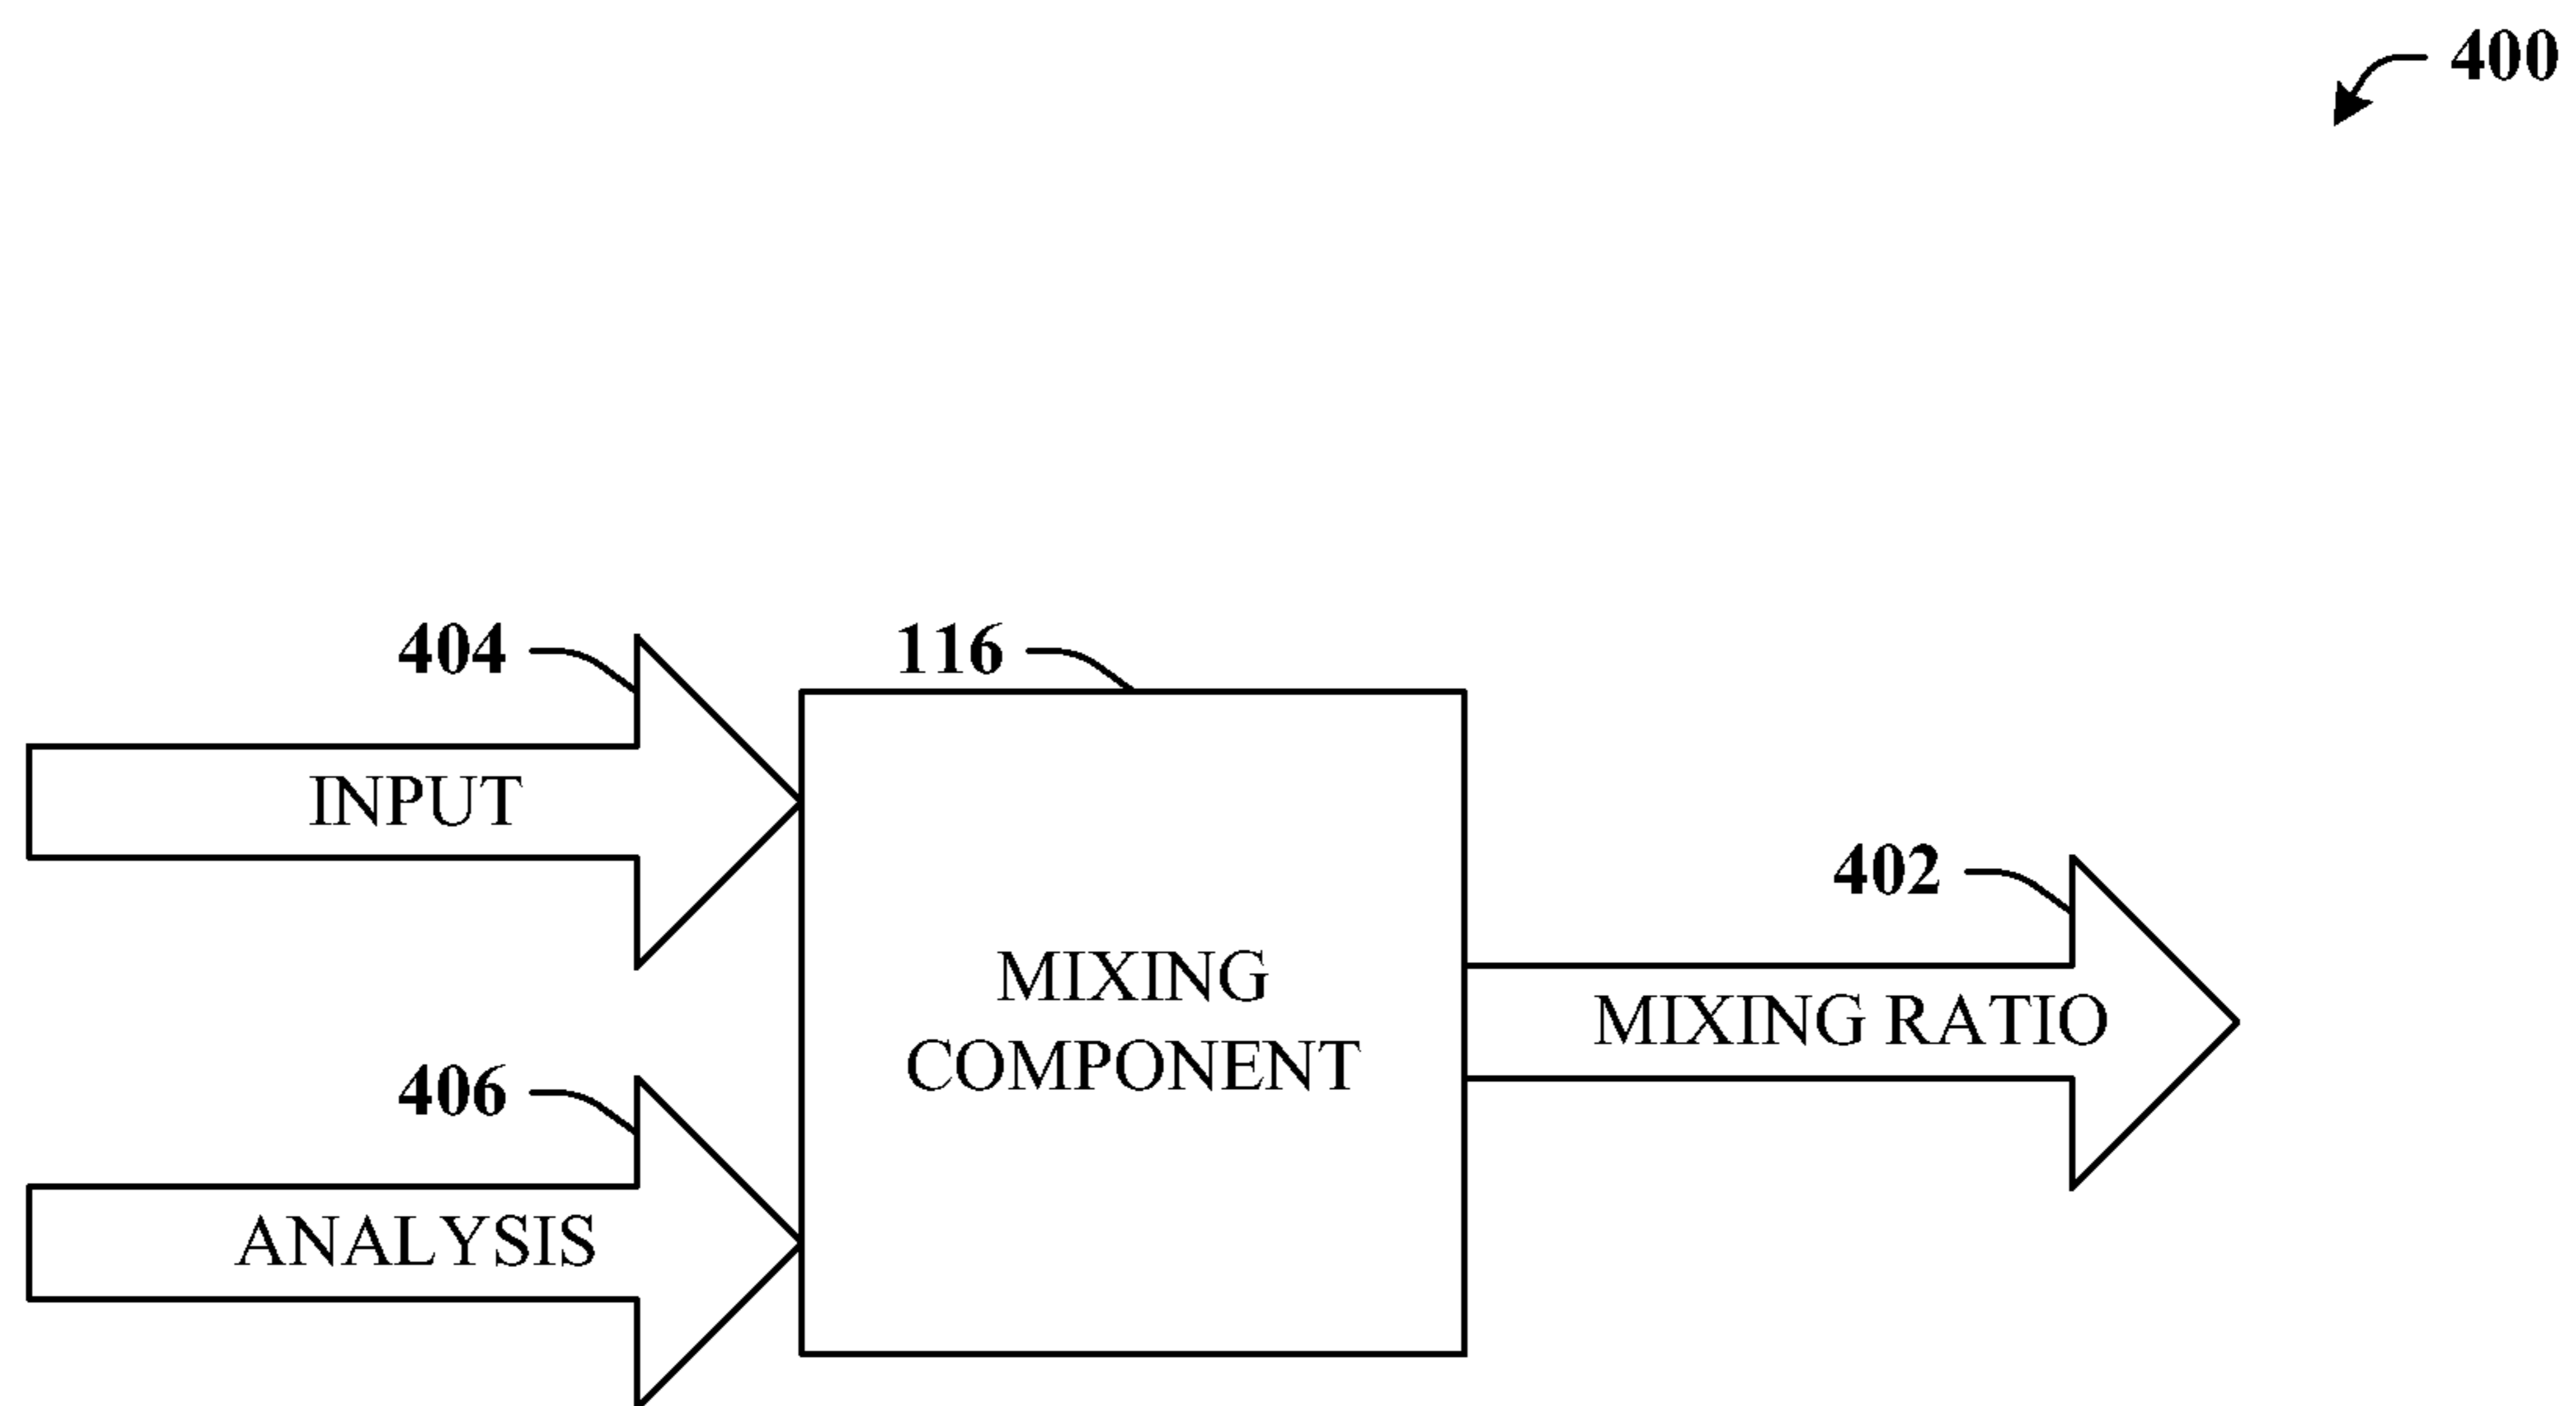 400
404
116
INPUT
402
MIXING
COMPONENT
MIXING RATIO
406
ANALYSIS